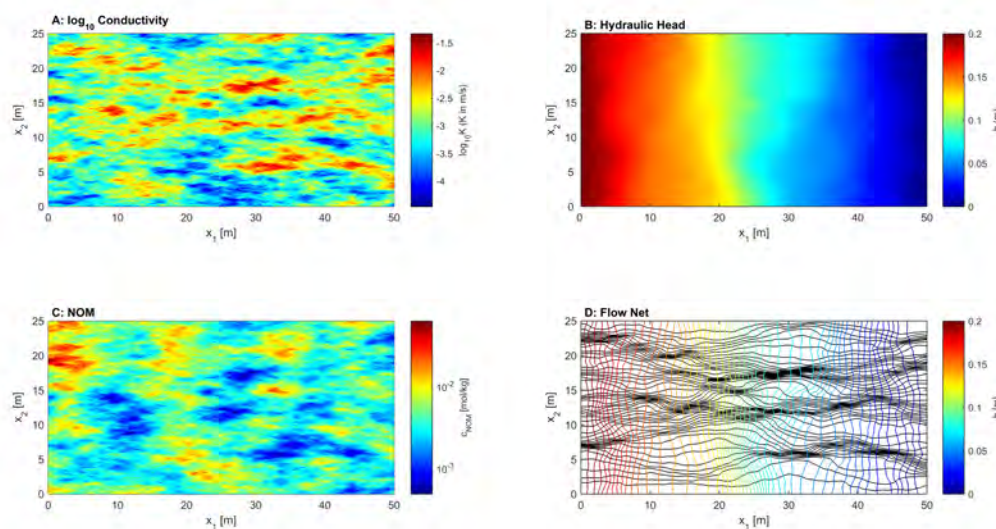 A: log10 Conductivity
25
20
15
10
5
0
0 10 20 30 40 50
x2 [m]
x1 [m]
-1.5
-2
-2.5
-3
-3.5
-4
log10K (K in m/s)
B: Hydraulic Head
25
20
15
10
5
0
0 10 20 30 40 50
x2 [m]
x1 [m]
0.2
0.15
0.1
0.05
0
h [m]
C: NOM
25
20
15
10
5
0
0 10 20 30 40 50
x2 [m]
x1 [m]
10-2
10-3
cNOM [mol/kg]
D: Flow Net
25
20
15
10
5
0
0 10 20 30 40 50
x2 [m]
x1 [m]
0.2
0.15
0.1
0.05
0
h [m]